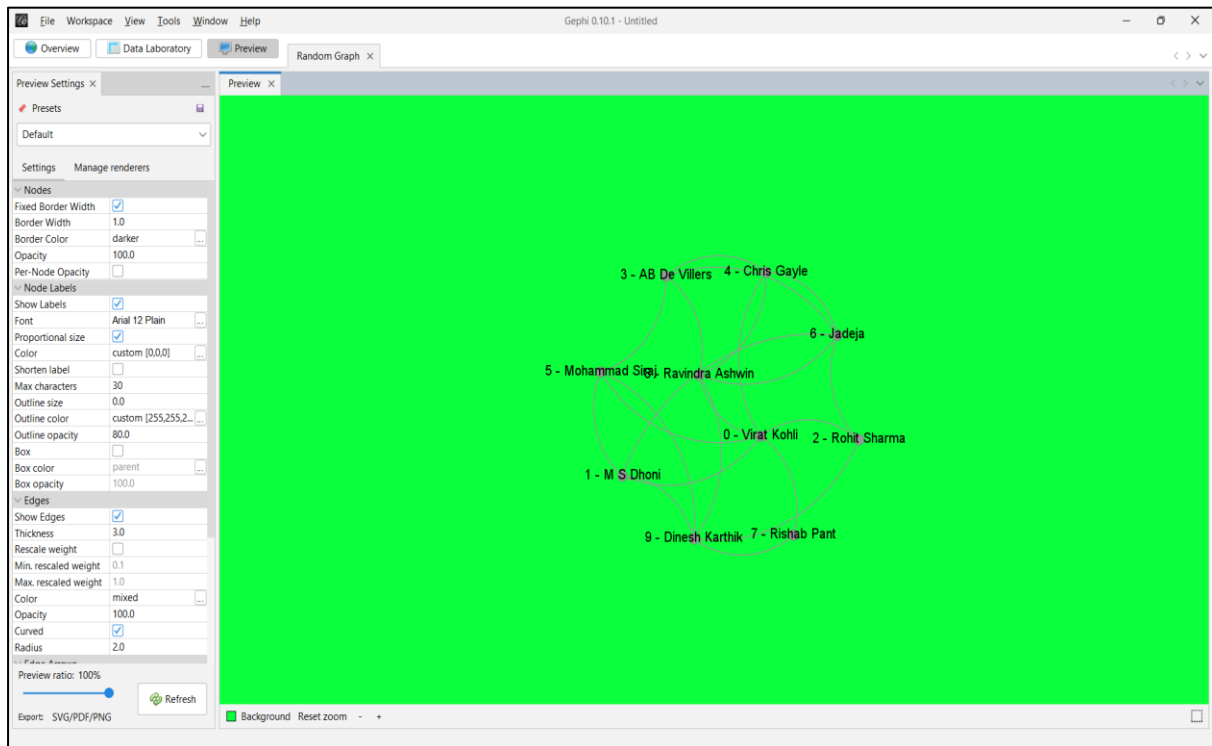 File Workspace View Tools Window Help
Gephi 0.10.1 - Untitled
Overview
Data Laboratory
Preview
Random Graph
Preview Settings
Presets
Default
Settings Manage renderers
Nodes
Fixed Border Width
Border Width 1.0
Border Color darker ...
Opacity 100.0
Per-Node Opacity
Node Labels
Show Labels
Font Arial 12 Plain ...
Proportional size
Color custom [0,0,0] ...
Shorten label
Max characters 30
Outline size 0.0
Outline color custom [255,255,2... ...
Outline opacity 80.0
Box
Box color parent ...
Box opacity 100.0
Edges
Show Edges
Thickness 3.0
Rescale weight
Min. rescaled weight 0.1
Max. rescaled weight 1.0
Color mixed ...
Opacity 100.0
Curved
Radius 2.0
Edge Arrows
Preview ratio: 100%
Refresh
Export: SVG/PDF/PNG
Preview
3 - AB De Villers
4 - Chris Gayle
6 - Jadeja
5 - Mohammad Siraj
- Ravindra Ashwin
0 - Virat Kohli
2 - Rohit Sharma
1 - M S Dhoni
9 - Dinesh Karthik
7 - Rishab Pant
Background Reset zoom - +